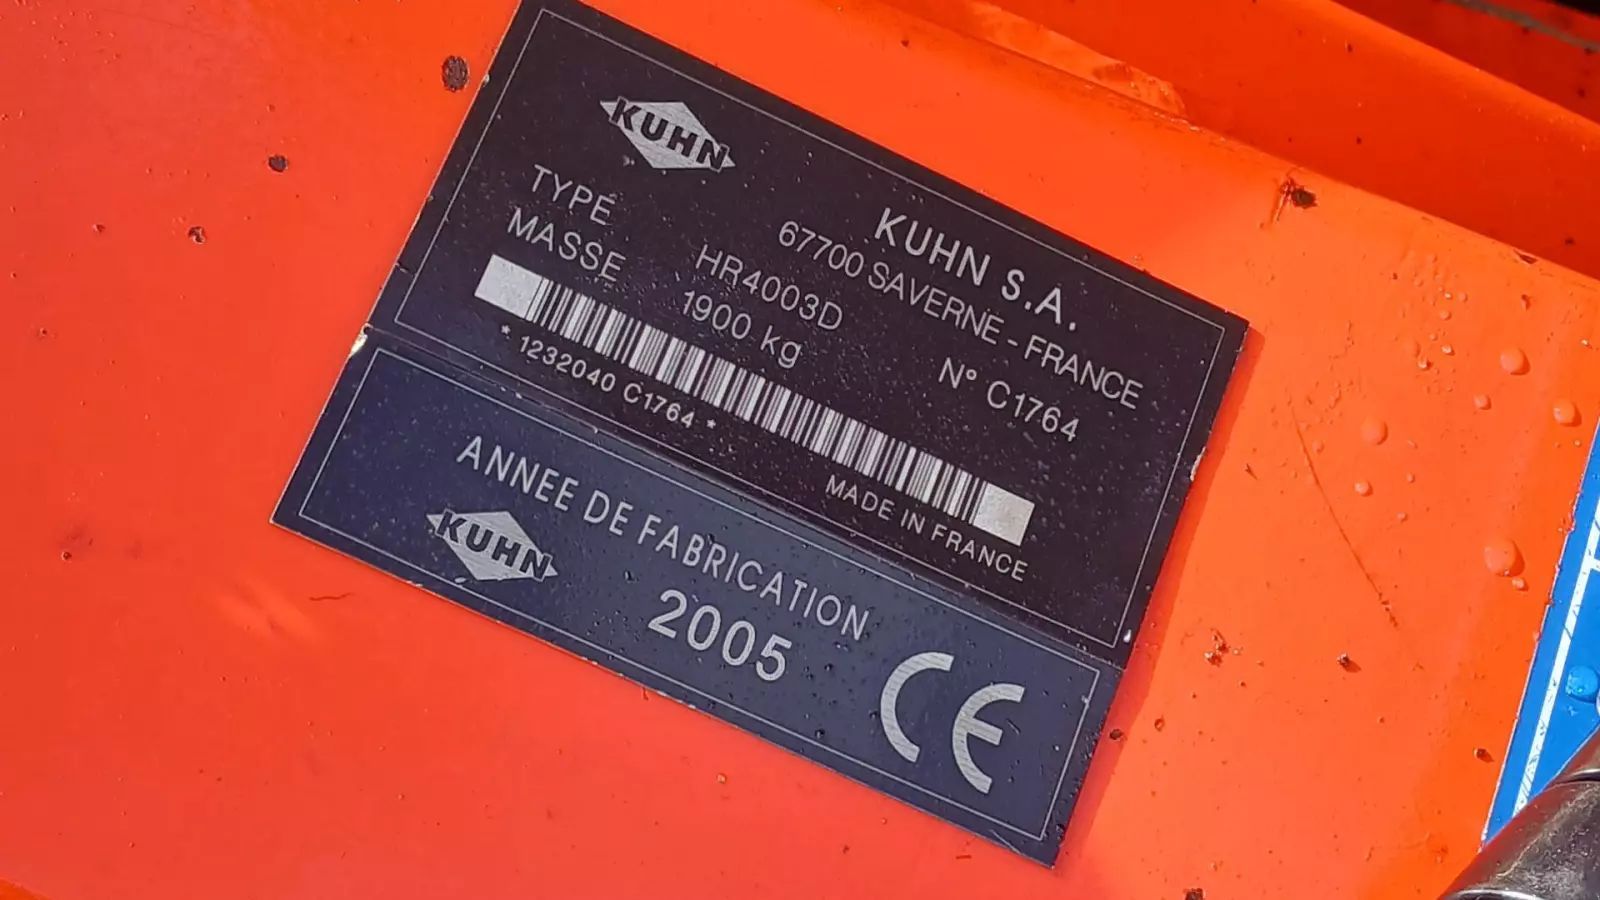 KUHN
KUHN S.A.
67700 SAVERNE - FRANCE
TYPE HR4003D N° C1764
MASSE 1900 kg
* 1232040 C1764 *
MADE IN FRANCE
ANNEE DE FABRICATION
KUHN
2005
CE